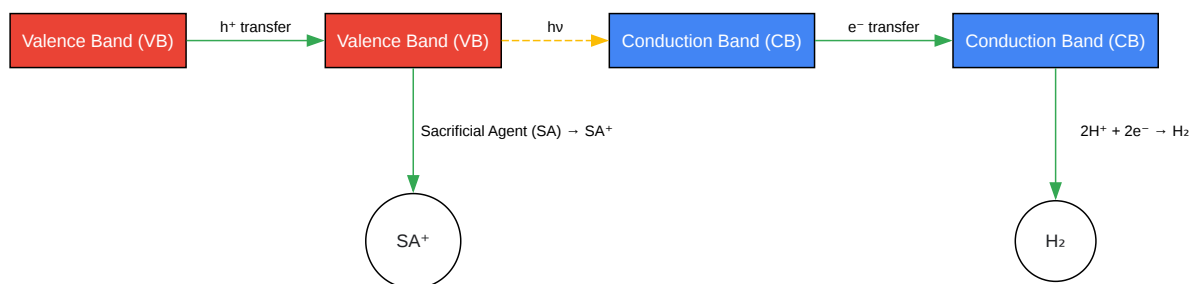 h⁺ transfer
hν
e⁻ transfer
Valence Band (VB)
Valence Band (VB)
Conduction Band (CB)
Conduction Band (CB)
Sacrificial Agent (SA) → SA⁺
2H⁺ + 2e⁻ → H₂
SA⁺
H₂